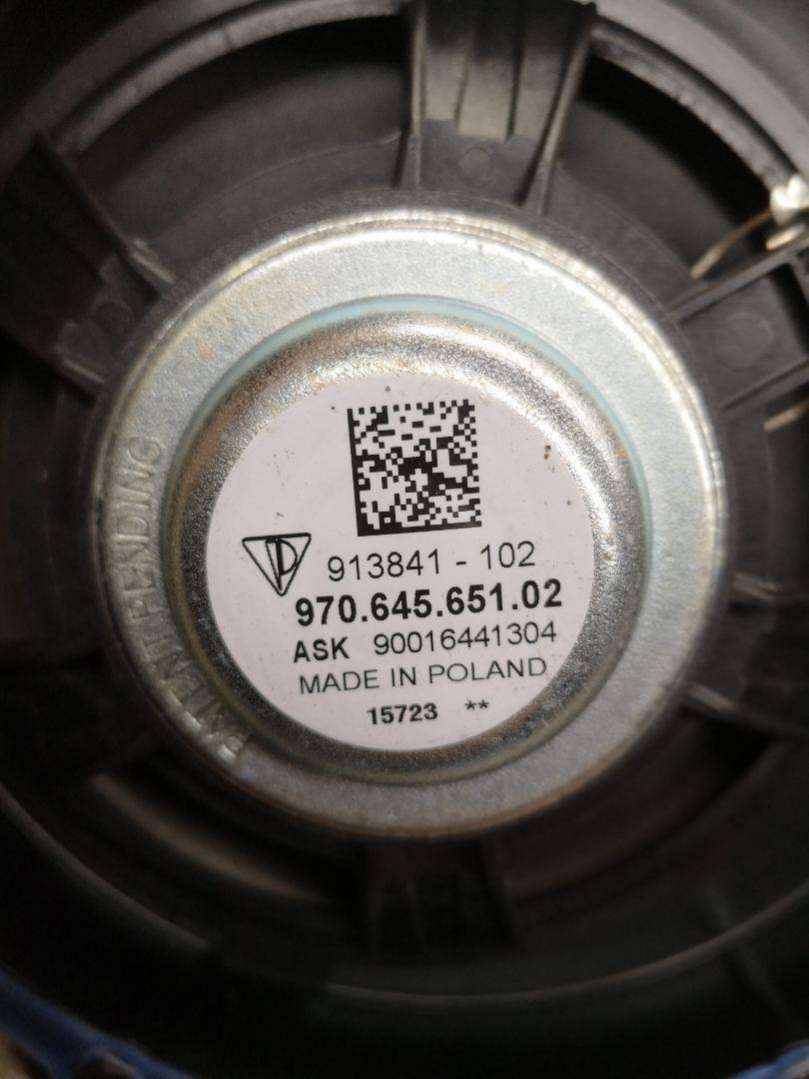 913841 - 102
970.645.651.02
ASK 90016441304
MADE IN POLAND
15723 **
PATENT PENDING